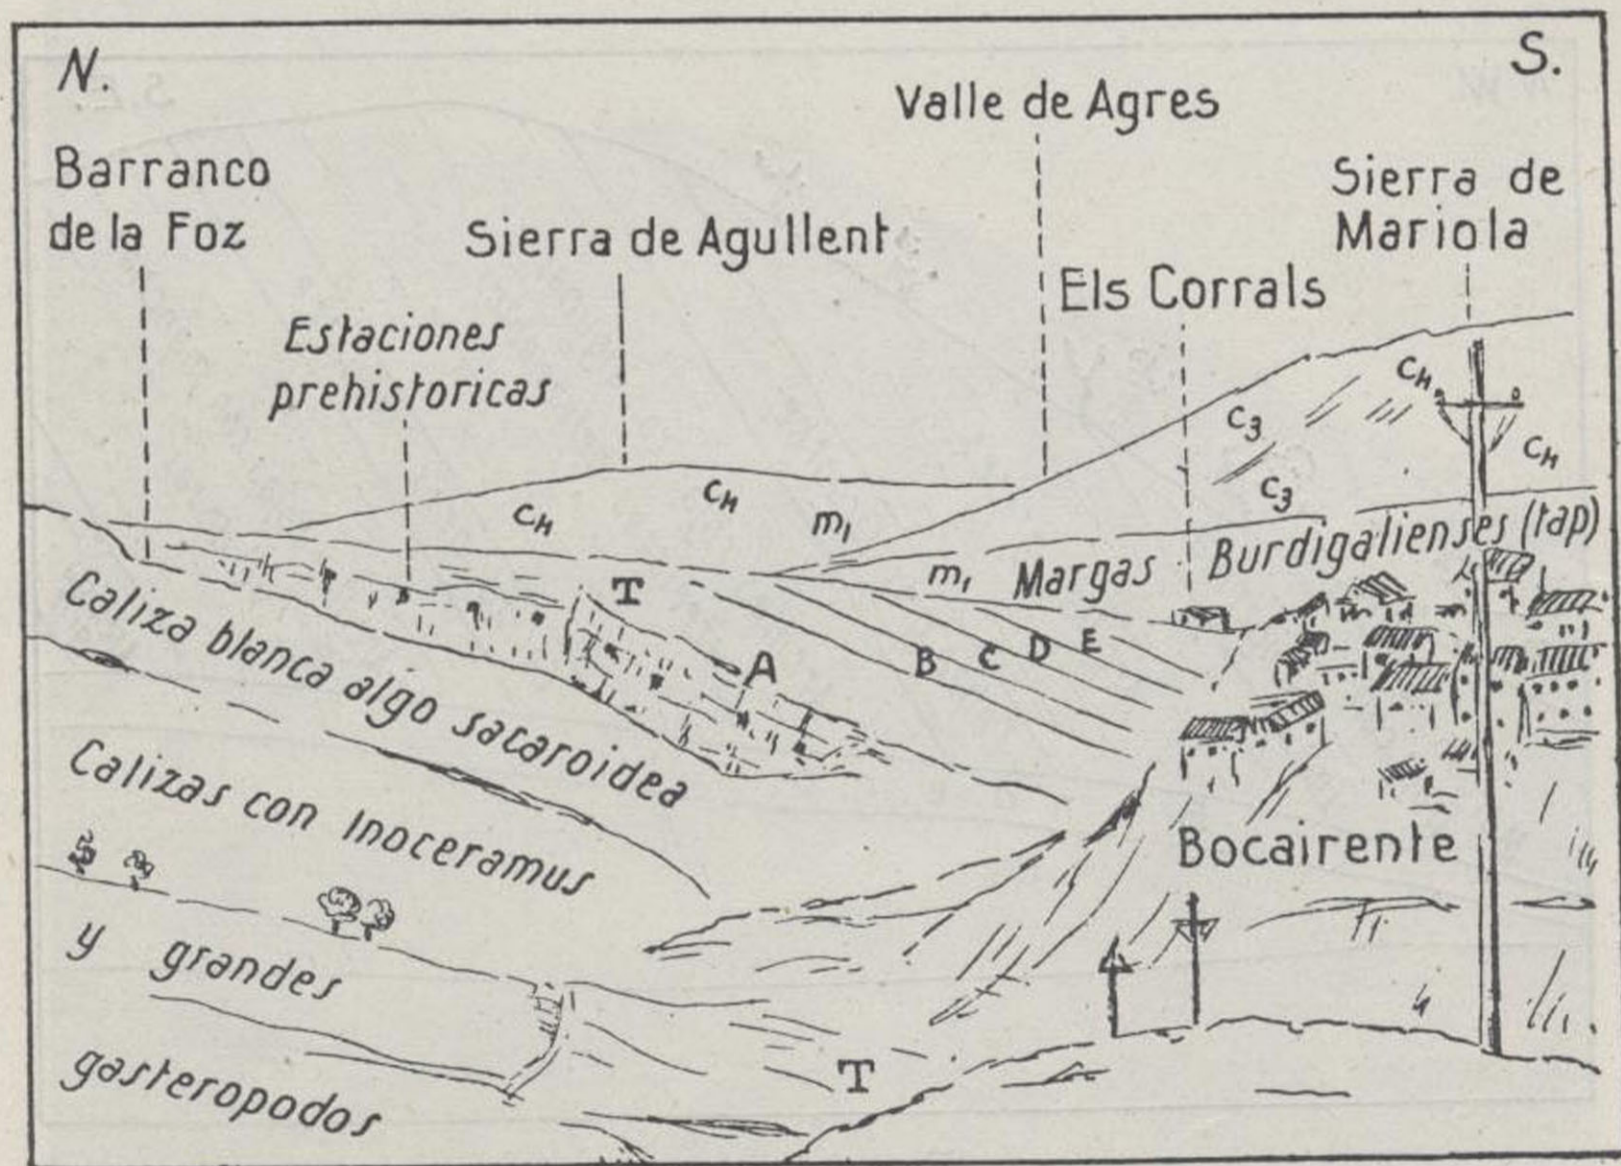 N.
S.
Valle de Agres
Barranco
de la Foz
Sierra de
Mariola
Sierra de Agullent
Els Corrals
Estaciones
prehistoricas
C4
C3
C4
C4
C4
m1
C3
Margas Burdigalienses (tap)
m1
T
A
B
C
D
E
Caliza blanca algo sacaroidea
Calizas con Inoceramus
y grandes
gasteropodos
Bocairente
T